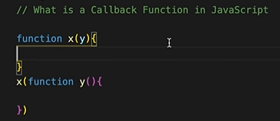 // What is a Callback Function in JavaScript
function x(y){
}
x(function y(){
})